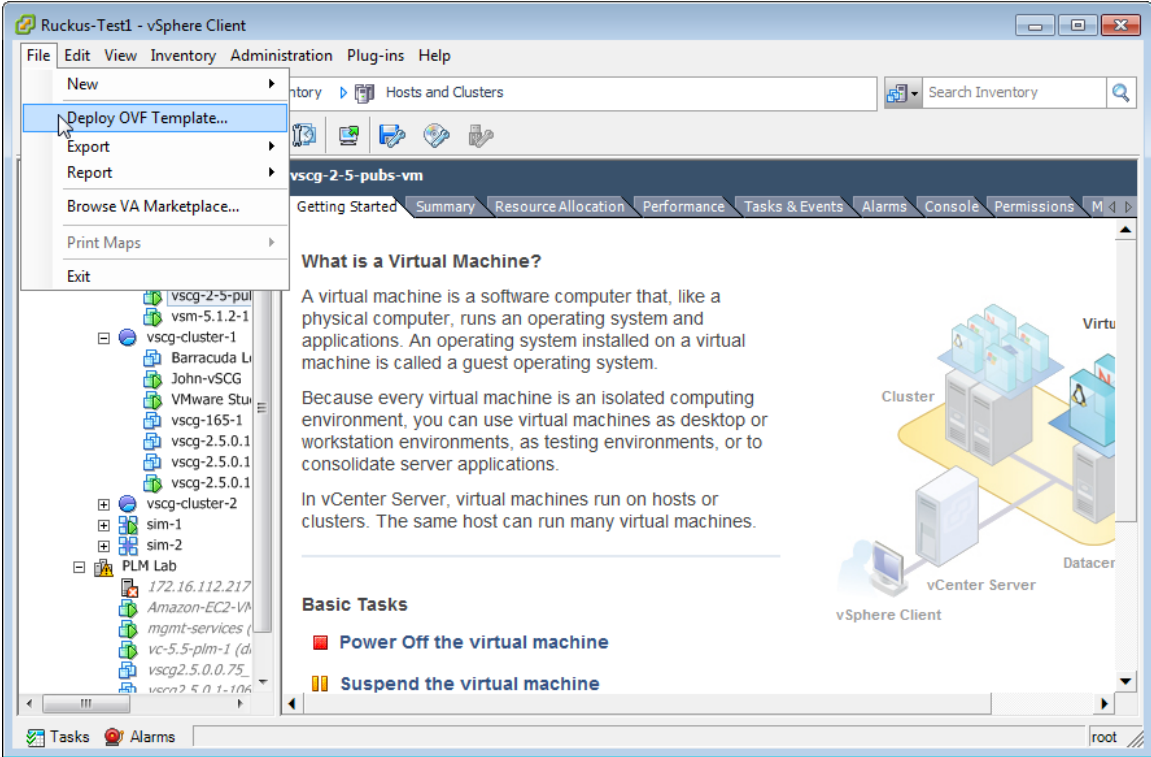 Ruckus-Test1 - vSphere Client
File Edit View Inventory Administration Plug-ins Help
New
Deploy OVF Template...
Export
Report
Browse VA Marketplace...
Print Maps
Exit
ntory Hosts and Clusters
Search Inventory
vscg-2-5-pubs-vm
Getting Started Summary Resource Allocation Performance Tasks & Events Alarms Console Permissions M
vscg-2-5-pul
vsm-5.1.2-1
vscg-cluster-1
Barracuda L
John-vSCG
VMware Stu
vscg-165-1
vscg-2.5.0.1
vscg-2.5.0.1
vscg-2.5.0.1
vscg-cluster-2
sim-1
sim-2
PLM Lab
172.16.112.217
Amazon-EC2-VM
mgmt-services (
vc-5.5-plm-1 (di
vscg2.5.0.0.75_
vscg2.5.0.1-106
What is a Virtual Machine?
A virtual machine is a software computer that, like a
physical computer, runs an operating system and
applications. An operating system installed on a virtual
machine is called a guest operating system.
Because every virtual machine is an isolated computing
environment, you can use virtual machines as desktop or
workstation environments, as testing environments, or to
consolidate server applications.
In vCenter Server, virtual machines run on hosts or
clusters. The same host can run many virtual machines.
Basic Tasks
Power Off the virtual machine
Suspend the virtual machine
Virtu
Cluster
Datacen
vCenter Server
vSphere Client
Tasks Alarms
root